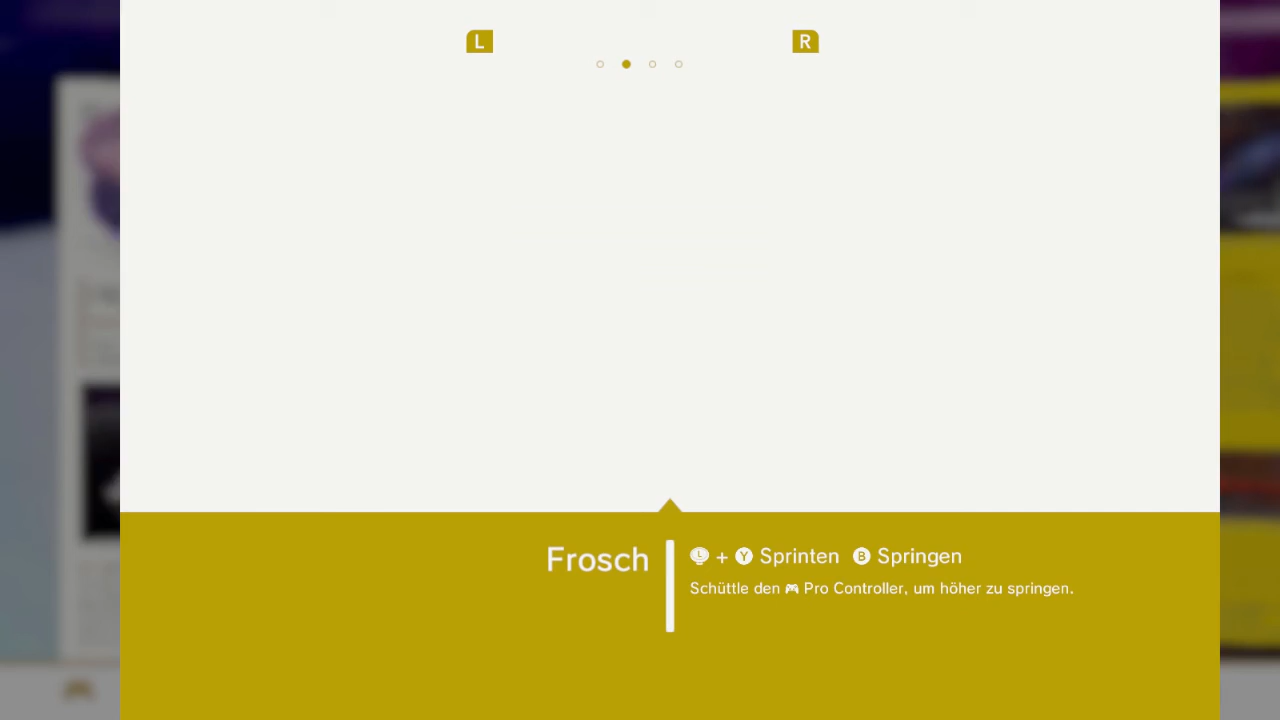 L R
Frosch
L + Y Sprinten B Springen
Schüttle den Pro Controller, um höher zu springen.